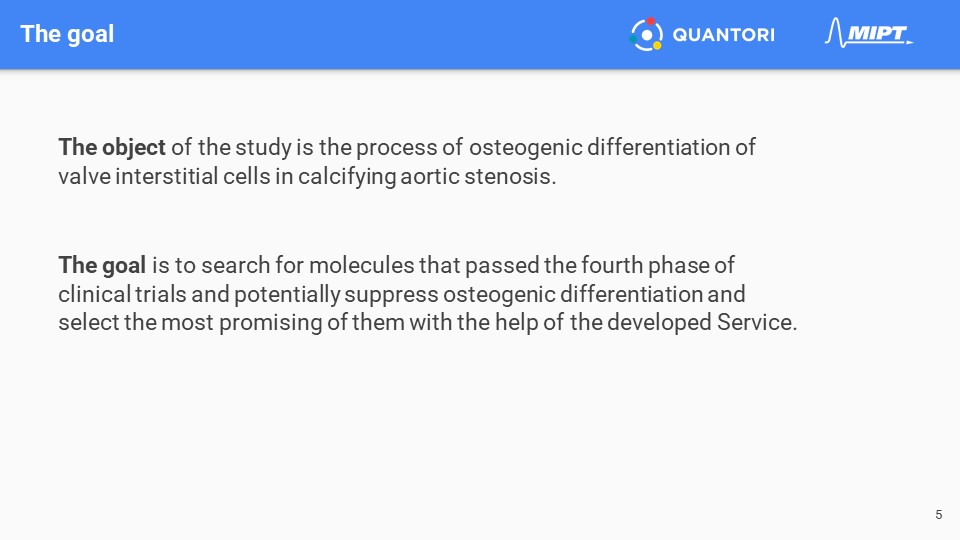 The goal
QUANTORI
MIPT
The object of the study is the process of osteogenic differentiation of
valve interstitial cells in calcifying aortic stenosis.
The goal is to search for molecules that passed the fourth phase of
clinical trials and potentially suppress osteogenic differentiation and
select the most promising of them with the help of the developed Service.
5